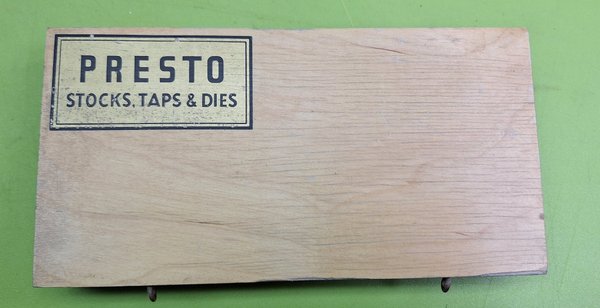 PRESTO
STOCKS, TAPS & DIES